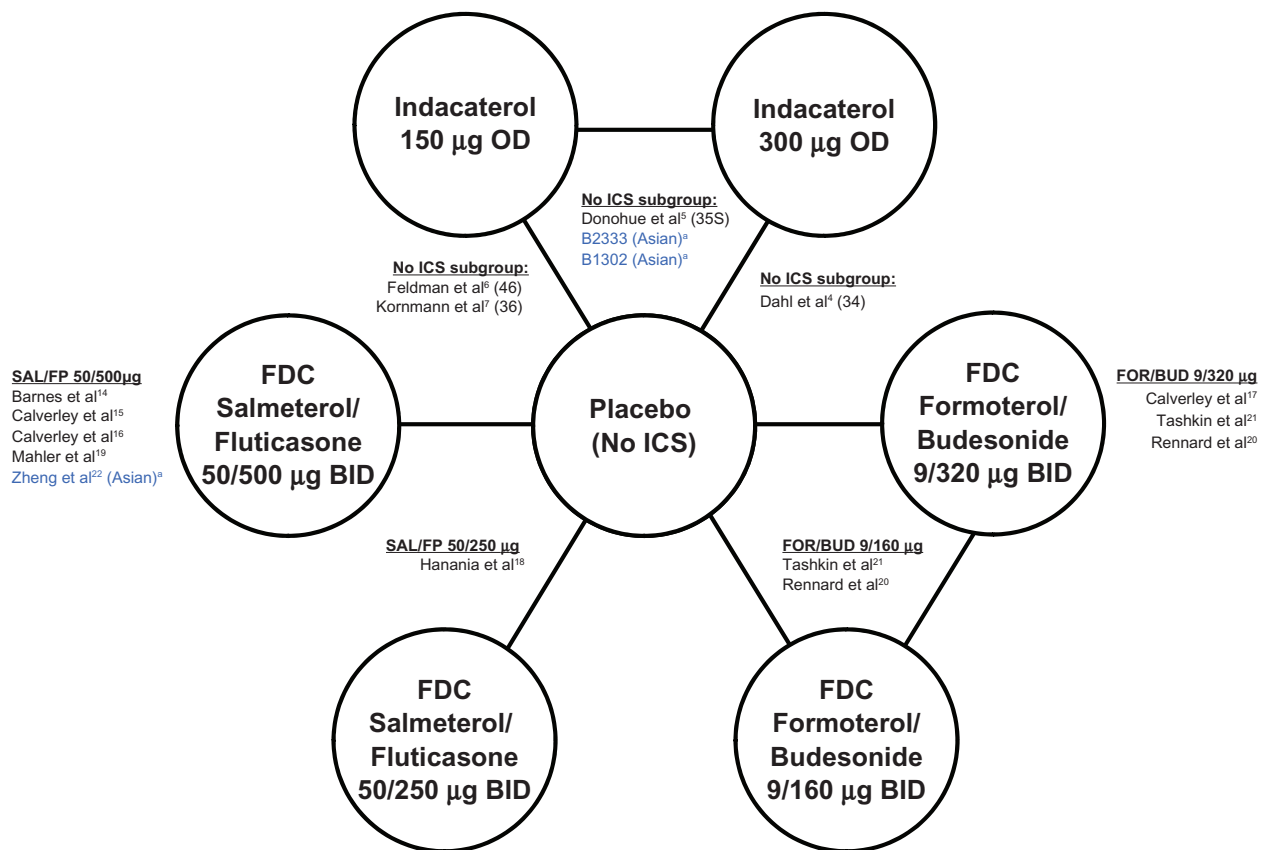 Indacaterol
150 μg OD
Indacaterol
300 μg OD
No ICS subgroup:
Donohue et al⁵ (35S)
B2333 (Asian)ᵃ
B1302 (Asian)ᵃ
No ICS subgroup:
Feldman et al⁶ (46)
Kornmann et al⁷ (36)
No ICS subgroup:
Dahl et al⁴ (34)
SAL/FP 50/500μg
Barnes et al¹⁴
Calverley et al¹⁵
Calverley et al¹⁶
Mahler et al¹⁹
Zheng et al²² (Asian)ᵃ
FDC
Salmeterol/
Fluticasone
50/500 μg BID
Placebo
(No ICS)
FDC
Formoterol/
Budesonide
9/320 μg BID
FOR/BUD 9/320 μg
Calverley et al¹⁷
Tashkin et al²¹
Rennard et al²⁰
SAL/FP 50/250 μg
Hanania et al¹⁸
FOR/BUD 9/160 μg
Tashkin et al²¹
Rennard et al²⁰
FDC
Salmeterol/
Fluticasone
50/250 μg BID
FDC
Formoterol/
Budesonide
9/160 μg BID